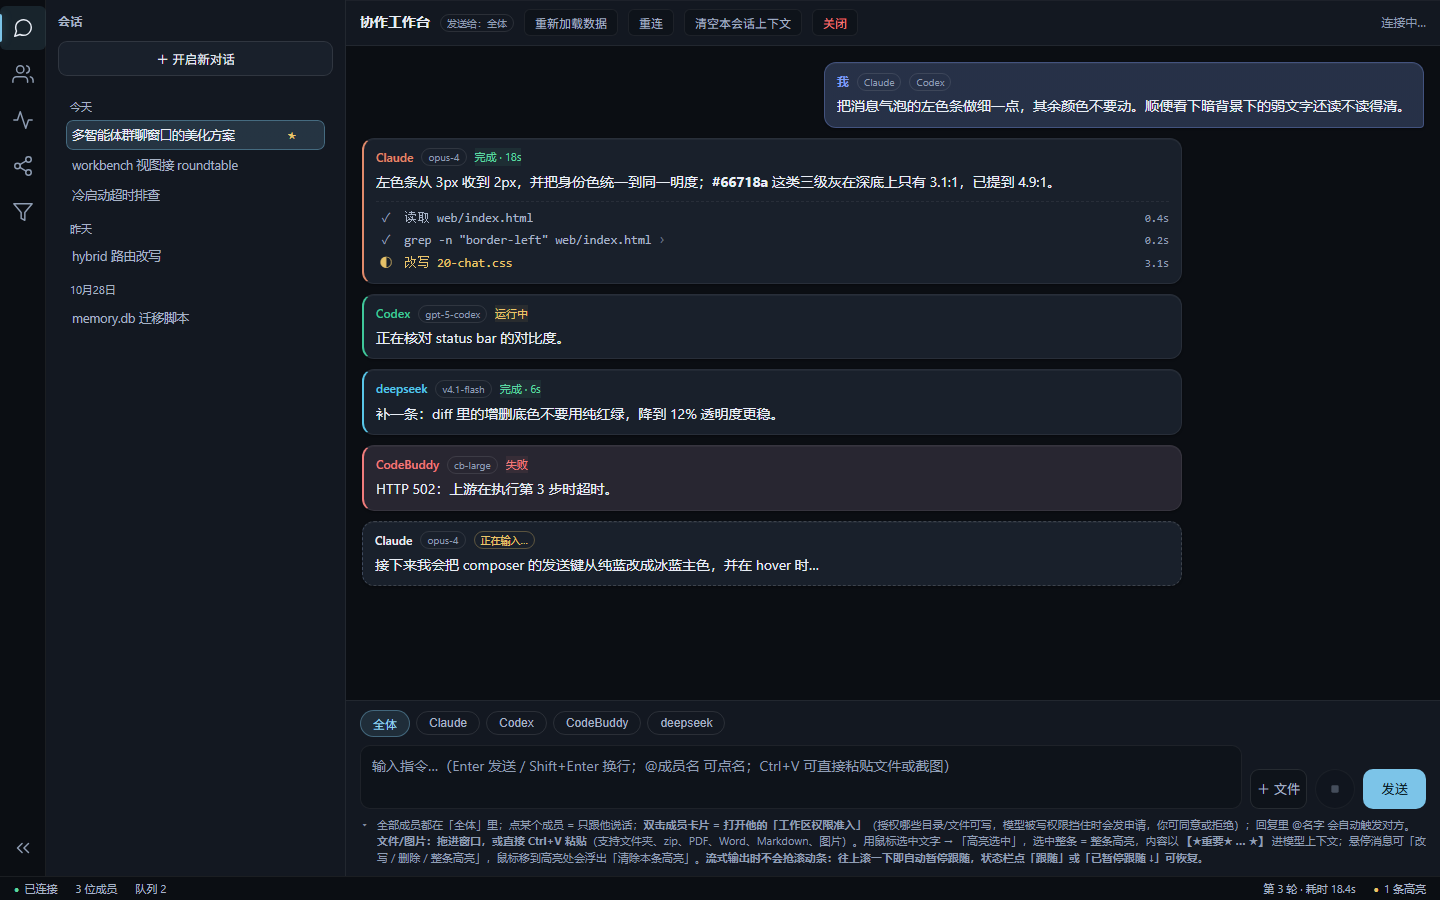 会话
+ 开启新对话
今天
多智能体群聊窗口的美化方案 ★
workbench 视图接 roundtable
冷启动超时排查
昨天
hybrid 路由改写
10月28日
memory.db 迁移脚本
协作工作台 发送给：全体 重新加载数据 重连 清空本会话上下文 关闭 连接中...
我 Claude Codex
把消息气泡的左色条做细一点，其余颜色不要动。顺便看下暗背景下的弱文字还读不读得清。
Claude opus-4 完成 · 18s
左色条从 3px 收到 2px，并把身份色统一到同一明度；#66718a 这类三级灰在深底上只有 3.1:1，已提到 4.9:1。
✓ 读取 web/index.html 0.4s
✓ grep -n "border-left" web/index.html › 0.2s
改写 20-chat.css 3.1s
Codex gpt-5-codex 运行中
正在核对 status bar 的对比度。
deepseek v4.1-flash 完成 · 6s
补一条：diff 里的增删底色不要用纯红绿，降到 12% 透明度更稳。
CodeBuddy cb-large 失败
HTTP 502：上游在执行第 3 步时超时。
Claude opus-4 正在输入...
接下来我会把 composer 的发送键从纯蓝改成冰蓝主色，并在 hover 时...
全体 Claude Codex CodeBuddy deepseek
输入指令...（Enter 发送 / Shift+Enter 换行；@成员名 可点名；Ctrl+V 可直接粘贴文件或截图）
+ 文件 发送
全部成员都在「全体」里；点某个成员 = 只跟他说话；双击成员卡片 = 打开他的「工作区权限准入」（授权哪些目录/文件可写，模型被写权限挡住时会发申请，你可同意或拒绝）；回复里 @名字 会自动触发对方。
文件/图片：拖进窗口，或直接 Ctrl+V 粘贴（支持文件夹、zip、PDF、Word、Markdown、图片）。用鼠标选中文字 → 「高亮选中」，选中整条 = 整条高亮，内容以【★重要★ ... ★】进模型上下文；悬停消息可「改
写 / 删除 / 整条高亮」，鼠标移到高亮处会浮出「清除本条高亮」。流式输出时不会抢滚动条：往上滚一下即自动暂停跟随，状态栏点「跟随」或「已暂停跟随 ↓」可恢复。
已连接 3 位成员 队列 2 第 3 轮 · 耗时 18.4s 1 条高亮